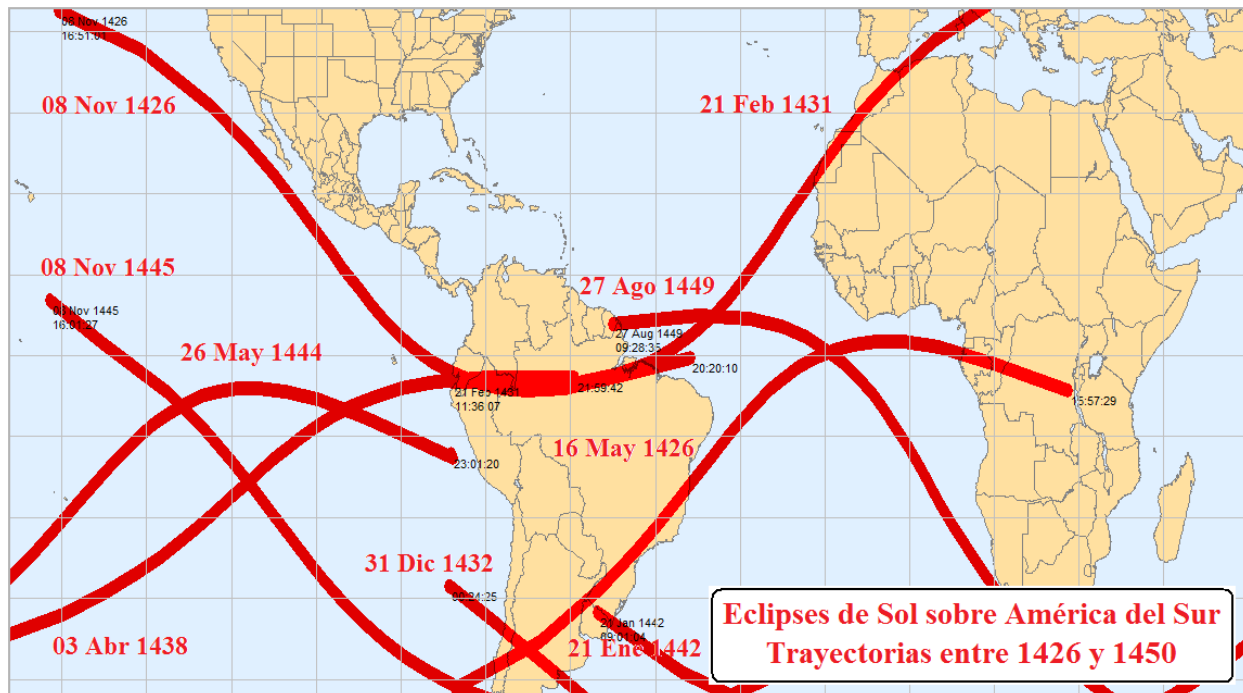 08 Nov 1426
16:51:01
08 Nov 1426
21 Feb 1431
08 Nov 1445
08 Nov 1445
16:01:27
27 Ago 1449
27 Aug 1449
09:28:35
26 May 1444
20:20:10
21 Feb 1431
11:36:07
21:59:42
15:57:29
16 May 1426
23:01:20
31 Dic 1432
21 Jan 1442
09:01:04
03 Abr 1438
21 Ene 1442
Eclipses de Sol sobre América del Sur
Trayectorias entre 1426 y 1450